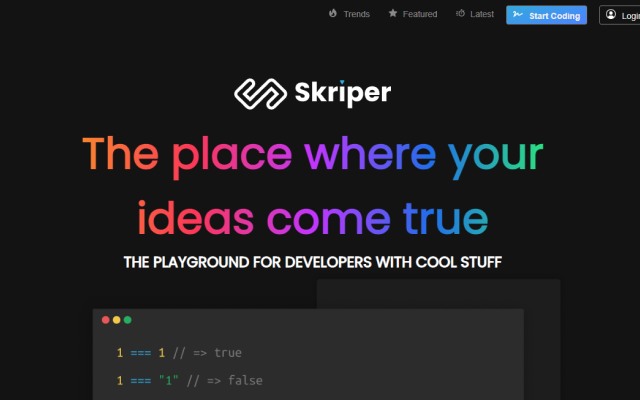 Trends
Featured
Latest
Start Coding
Login
Skriper
The place where your
ideas come true
THE PLAYGROUND FOR DEVELOPERS WITH COOL STUFF
1 === 1 // => true
1 === "1" // => false